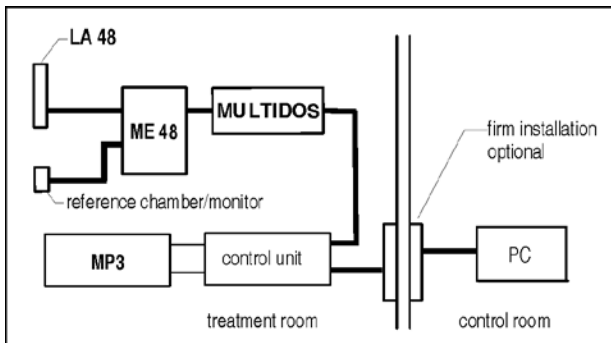 LA 48
ME 48
MULTIDOS
firm installation
optional
reference chamber/monitor
MP3
control unit
PC
treatment room
control room